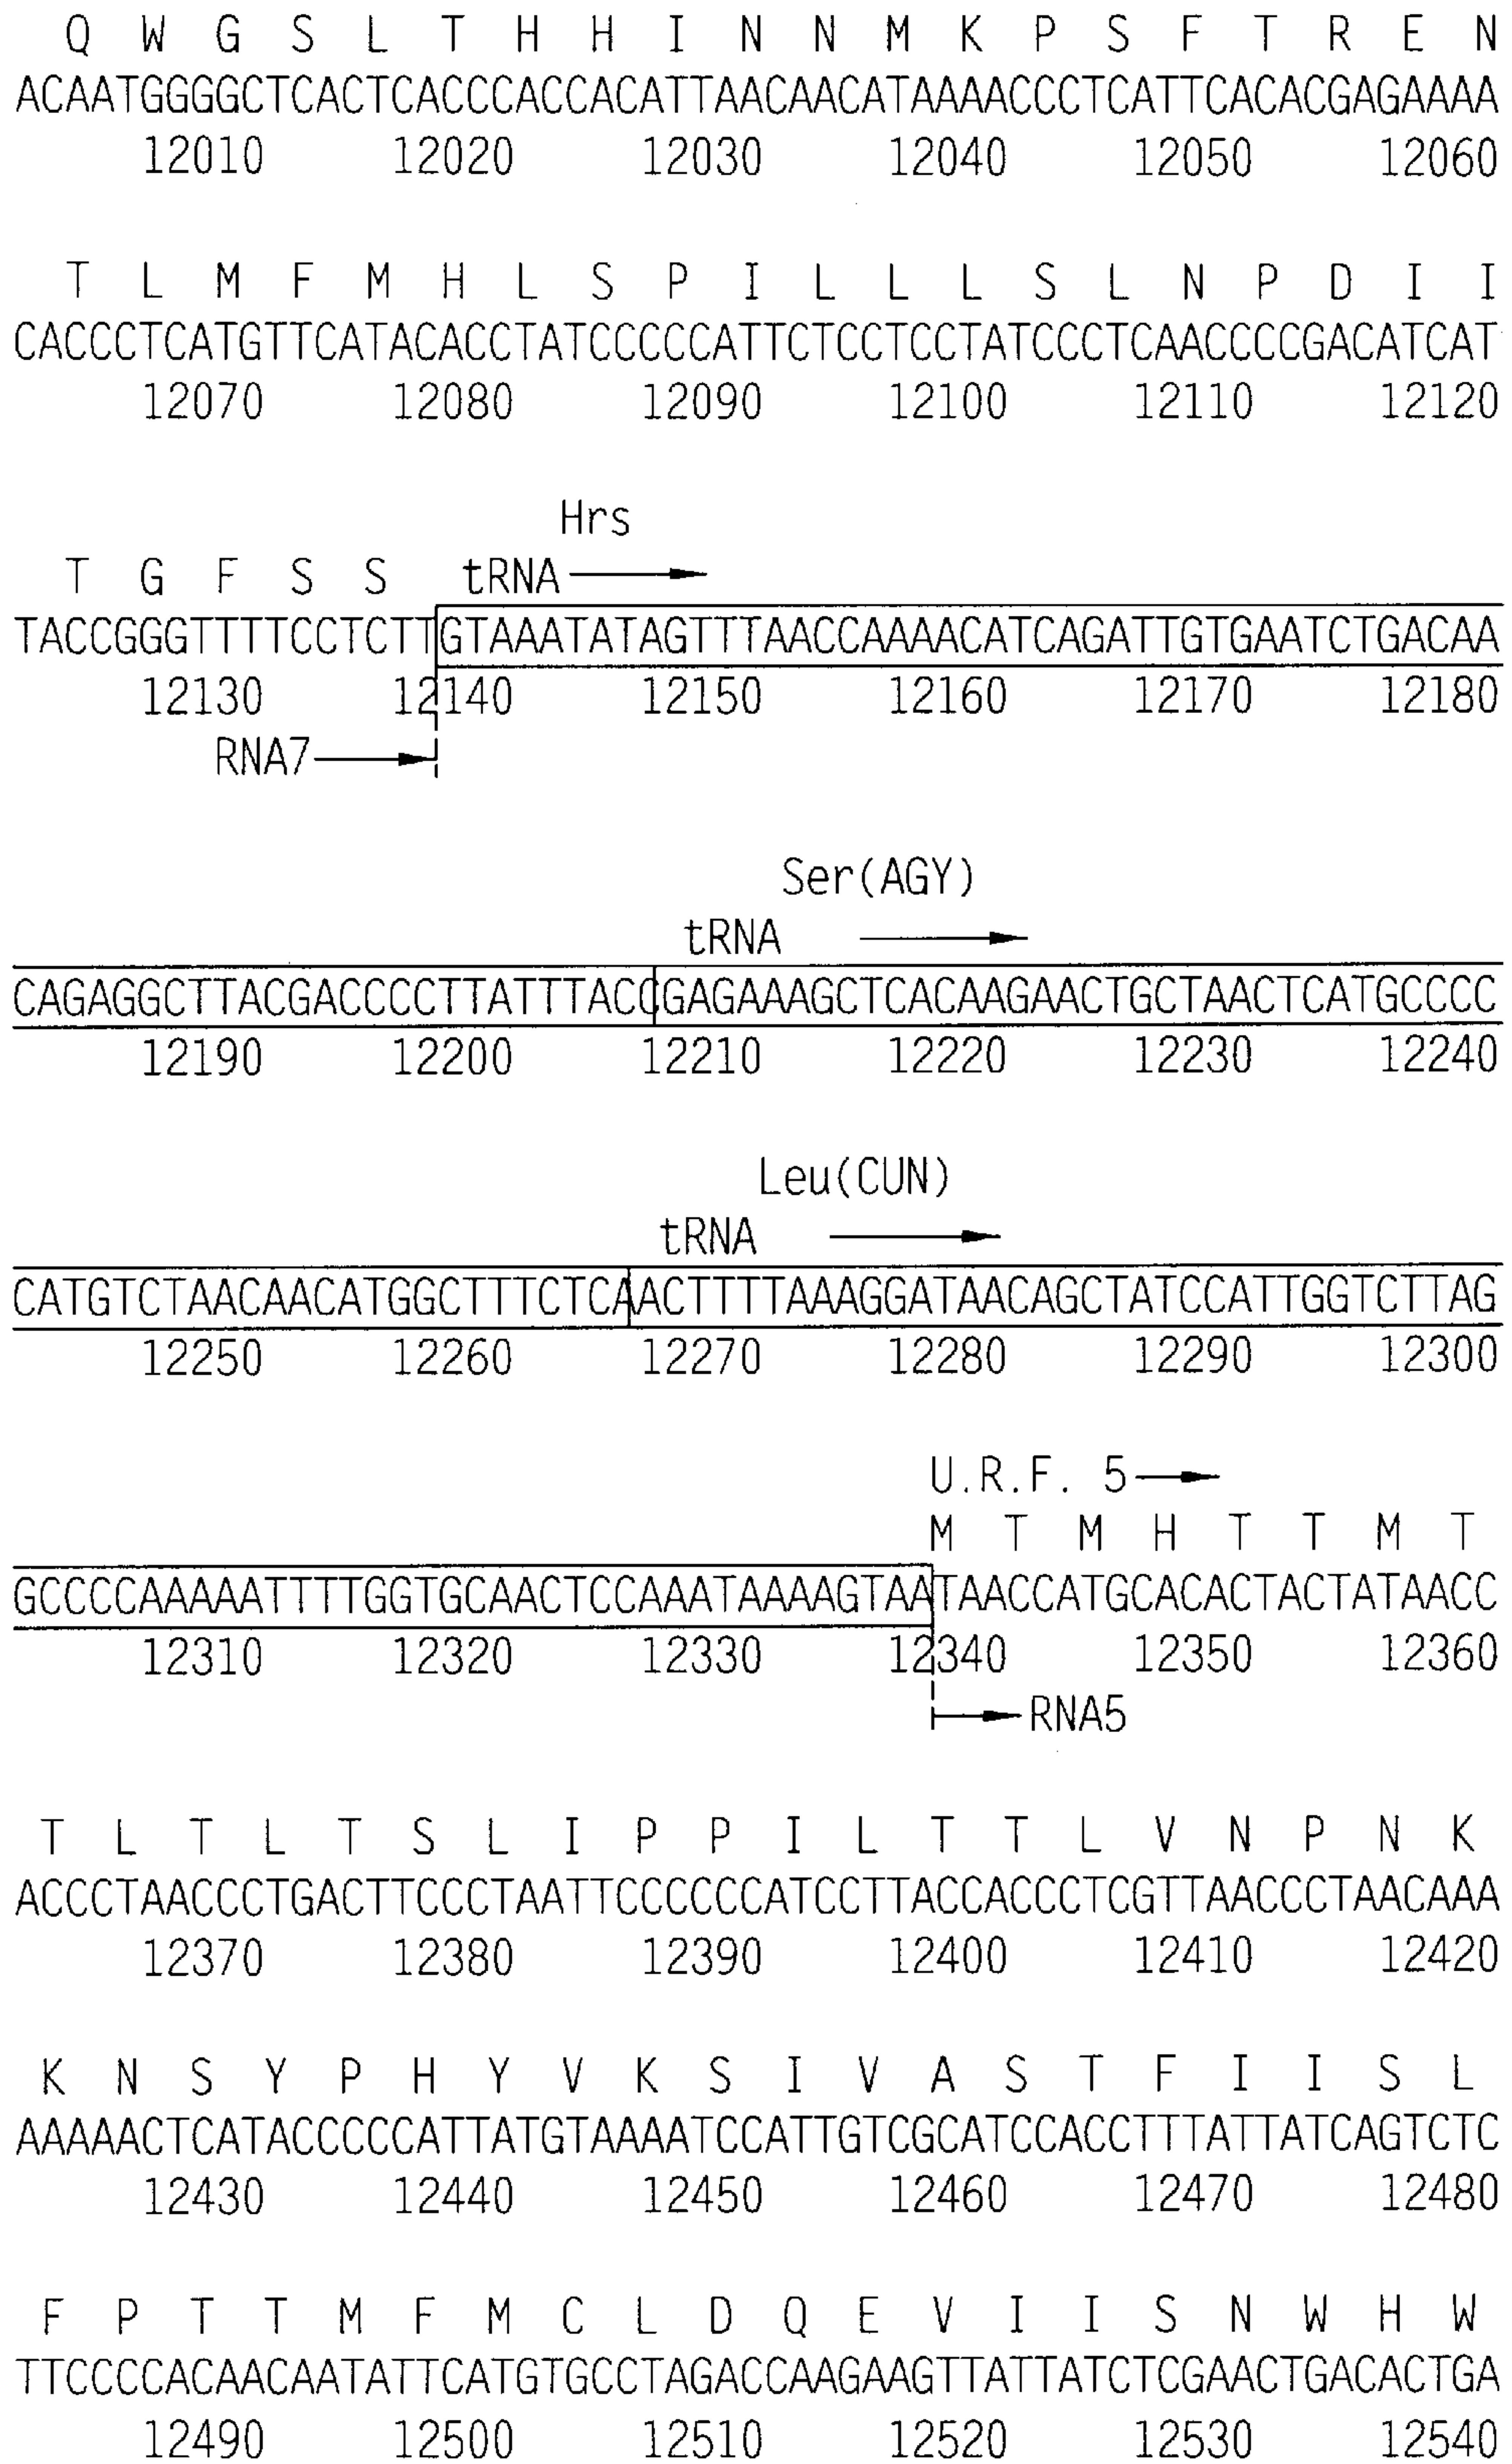 Q W G S L T H H I N N M K P S F T R E N
ACAATGGGGCTCACTCACCCACCACATTAACAACATAAAACCCTCATTCACACGAGAAAA
12010 12020 12030 12040 12050 12060
T L M F M H L S P I L L L S L N P D I I
CACCCTCATGTTCATACACCTATCCCCCATTCTCCTCCTATCCCTCAACCCCGACATCAT
12070 12080 12090 12100 12110 12120
Hrs
T G F S S tRNA
TACCGGGTTTTCCTCTTGTAAATATAGTTTAACCAAAACATCAGATTGTGAATCTGACAA
12130 12140 12150 12160 12170 12180
RNA7
Ser(AGY)
tRNA
CAGAGGCTTACGACCCCTTATTTACCGAGAAAGCTCACAAGAACTGCTAACTCATGCCCC
12190 12200 12210 12220 12230 12240
Leu(CUN)
tRNA
CATGTCTAACAACATGGCTTTCTCAACTTTTAAAGGATAACAGCTATCCATTGGTCTTAG
12250 12260 12270 12280 12290 12300
U.R.F. 5
M T M H T T M T
GCCCCAAAAATTTTGGTGCAACTCCAAATAAAAGTAATAACCATGCACACTACTATAACC
12310 12320 12330 12340 12350 12360
RNA5
T L T L T S L I P P I L T T L V N P N K
ACCCTAACCCTGACTTCCCTAATTCCCCCCATCCTTACCACCCTCGTTAACCCTAACAAA
12370 12380 12390 12400 12410 12420
K N S Y P H Y V K S I V A S T F I I S L
AAAAACTCATACCCCCATTATGTAAAATCCATTGTCGCATCCACCTTTATTATCAGTCTC
12430 12440 12450 12460 12470 12480
F P T T M F M C L D Q E V I I S N W H W
TTCCCCACAACAATATTCATGTGCCTAGACCAAGAAGTTATTATCTCGAACTGACACTGA
12490 12500 12510 12520 12530 12540